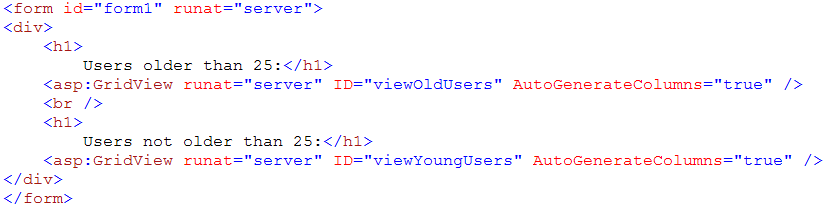 <form id="form1" runat="server">
<div>
    <h1>
        Users older than 25:</h1>
    <asp:GridView runat="server" ID="viewOldUsers" AutoGenerateColumns="true" />
    <br />
    <h1>
        Users not older than 25:</h1>
    <asp:GridView runat="server" ID="viewYoungUsers" AutoGenerateColumns="true" />
</div>
</form>